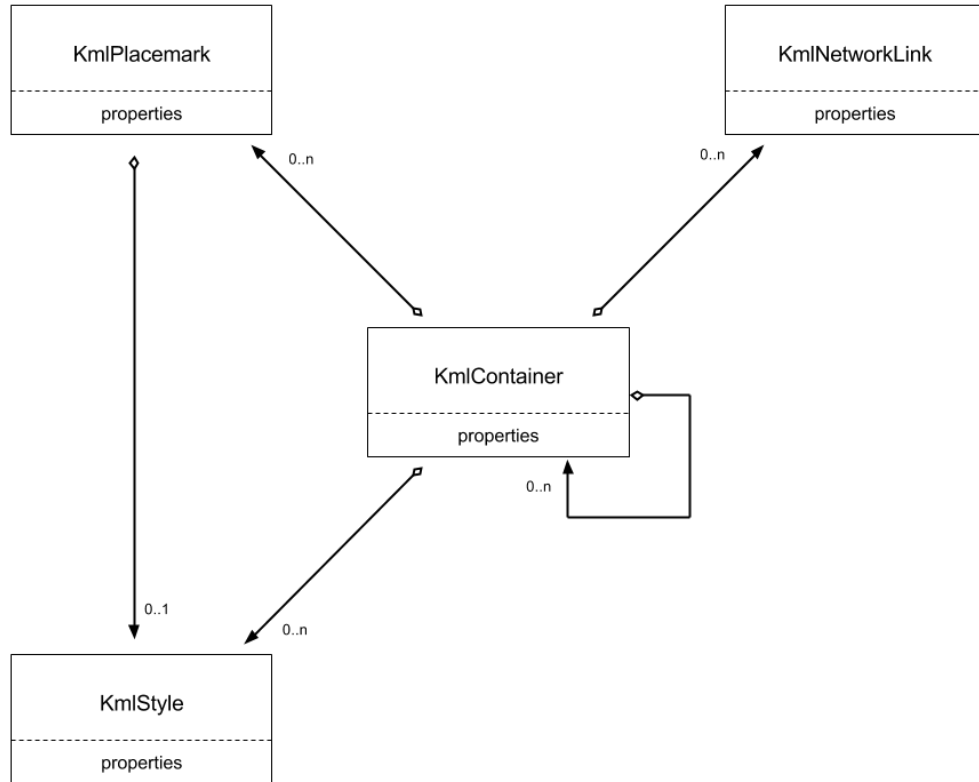 KmlPlacemark
properties
KmlNetworkLink
properties
0..n
0..n
KmlContainer
properties
0..n
0..1
0..n
KmlStyle
properties